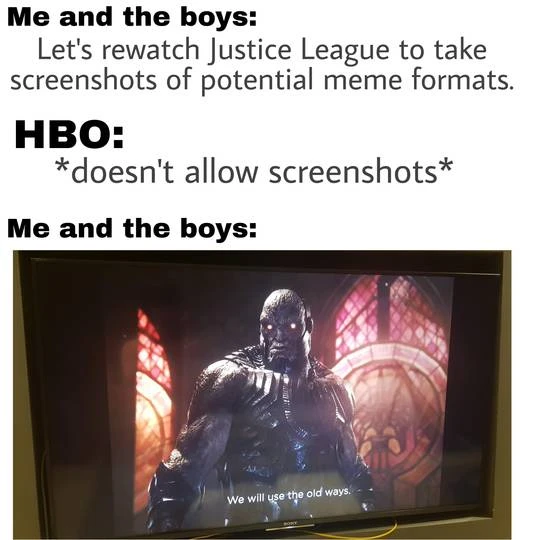 Me and the boys:
Let's rewatch Justice League to take
screenshots of potential meme formats.
HBO:
*doesn't allow screenshots*
Me and the boys:
We will use the old ways.
SONY